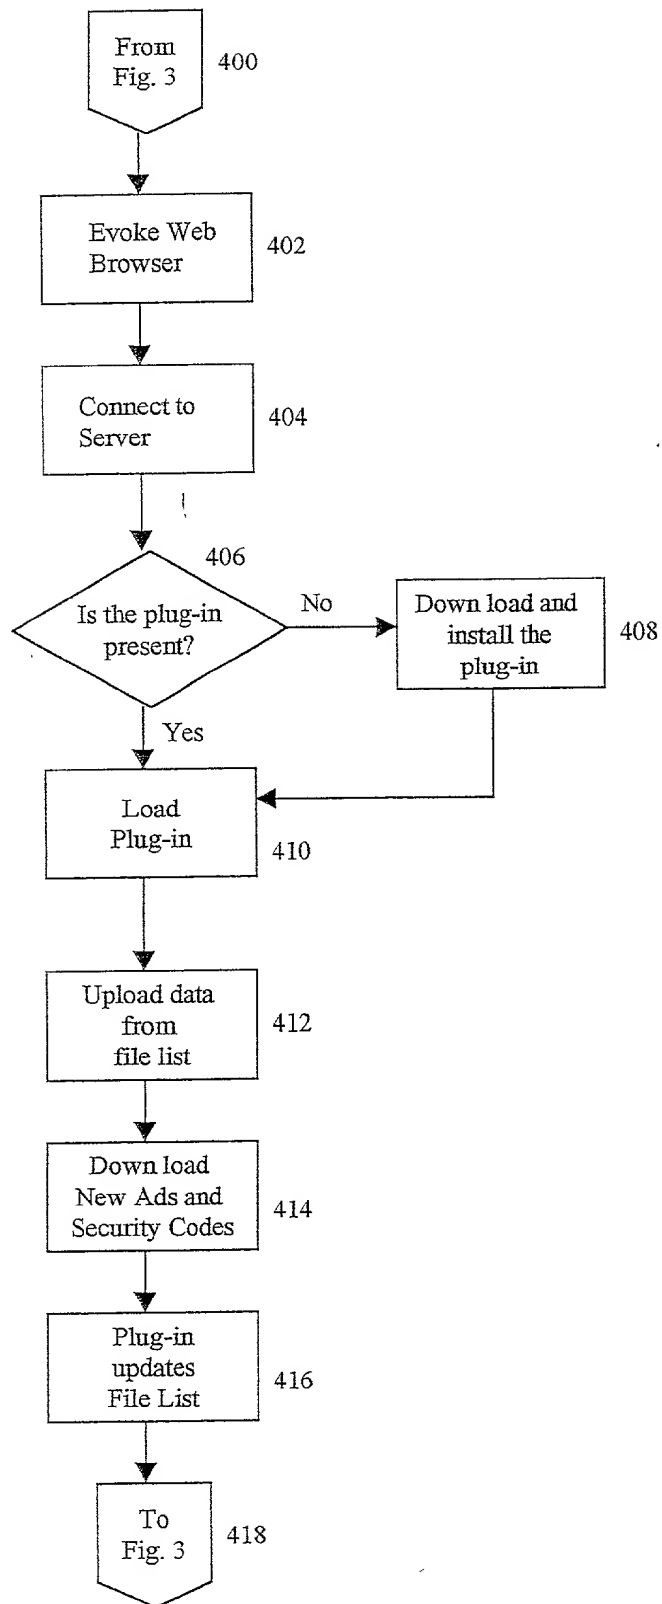 From
Fig. 3
400
Evoke Web
Browser
402
Connect to
Server
404
406
Is the plug-in
present?
No
Down load and
install the
plug-in
408
Yes
Load
Plug-in
410
Upload data
from
file list
412
Down load
New Ads and
Security Codes
414
Plug-in
updates
File List
416
To
Fig. 3
418